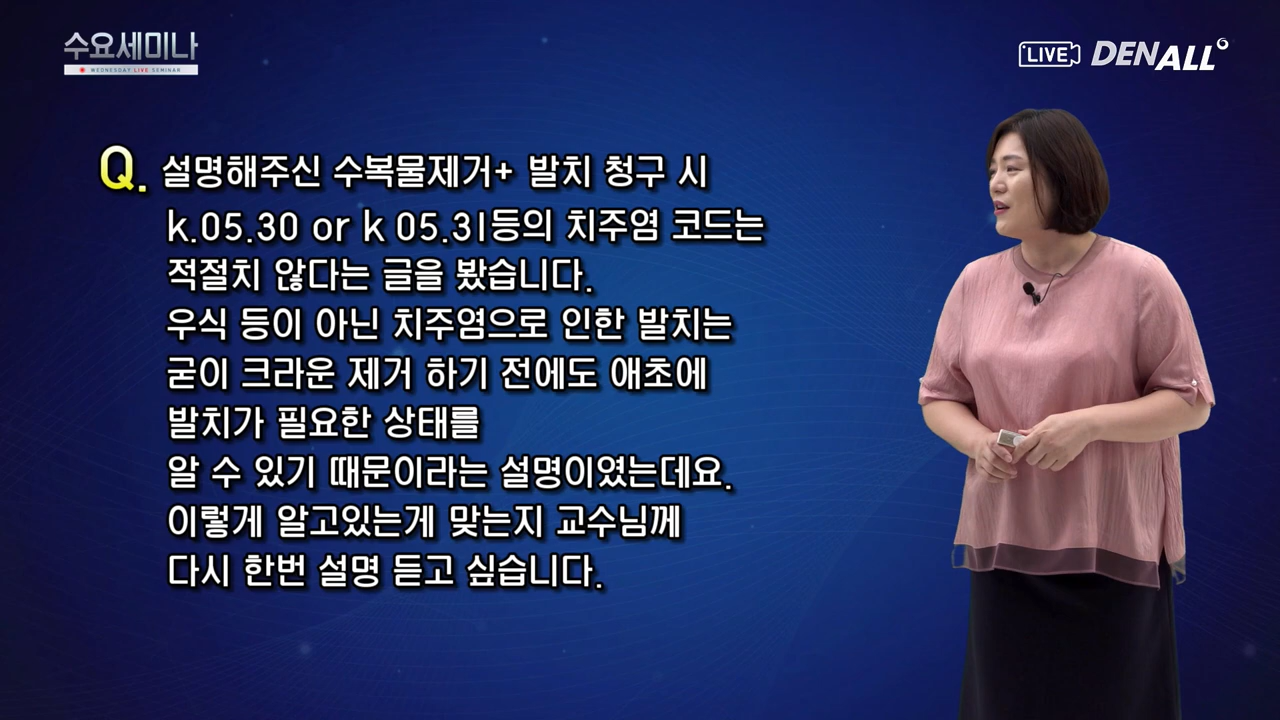 수요세미나
WEDNESDAY LIVE SEMINAR
LIVE DENALL
Q. 설명해주신 수복물제거+ 발치 청구 시
k.05.30 or k 05.31등의 치주염 코드는
적절치 않다는 글을 봤습니다.
우식 등이 아닌 치주염으로 인한 발치는
굳이 크라운 제거 하기 전에도 애초에
발치가 필요한 상태를
알 수 있기 때문이라는 설명이였는데요.
이렇게 알고있는게 맞는지 교수님께
다시 한번 설명 듣고 싶습니다.